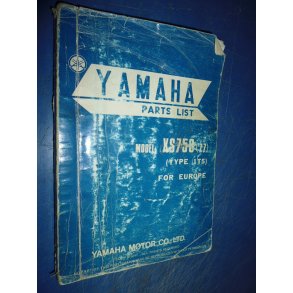 YAMAHA
PARTS LIST
MODEL XS750
(TYPE 1T5)
FOR EUROPE
YAMAHA MOTOR CO., LTD.